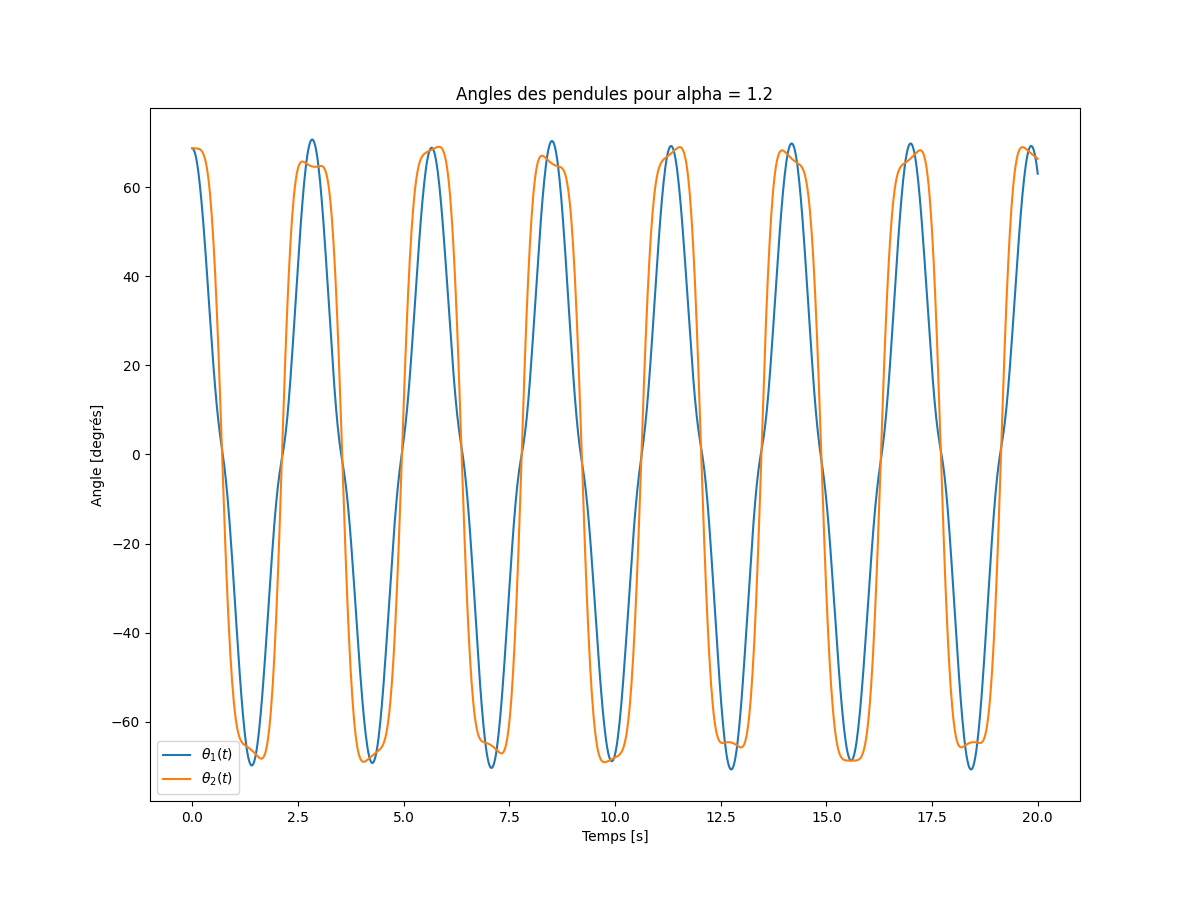 Angles des pendules pour alpha = 1.2
Angle [degrés]
60
40
20
0
−20
−40
−60
θ₁(t)
θ₂(t)
0.0 2.5 5.0 7.5 10.0 12.5 15.0 17.5 20.0
Temps [s]